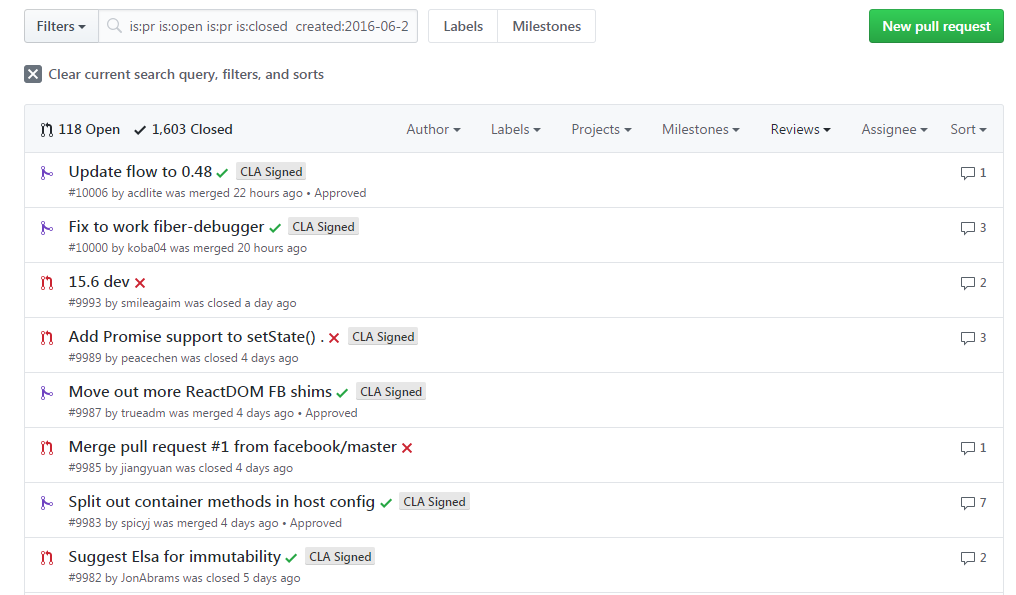 Filters is:pr is:open is:pr is:closed created:2016-06-2 Labels Milestones New pull request
Clear current search query, filters, and sorts
118 Open 1,603 Closed Author Labels Projects Milestones Reviews Assignee Sort
Update flow to 0.48 CLA Signed 1
#10006 by acdlite was merged 22 hours ago • Approved
Fix to work fiber-debugger CLA Signed 3
#10000 by koba04 was merged 20 hours ago
15.6 dev 2
#9993 by smileagaim was closed a day ago
Add Promise support to setState() . CLA Signed 3
#9989 by peacechen was closed 4 days ago
Move out more ReactDOM FB shims CLA Signed
#9987 by trueadm was merged 4 days ago • Approved
Merge pull request #1 from facebook/master 1
#9985 by jiangyuan was closed 4 days ago
Split out container methods in host config CLA Signed 7
#9983 by spicyj was merged 4 days ago • Approved
Suggest Elsa for immutability CLA Signed 2
#9982 by JonAbrams was closed 5 days ago